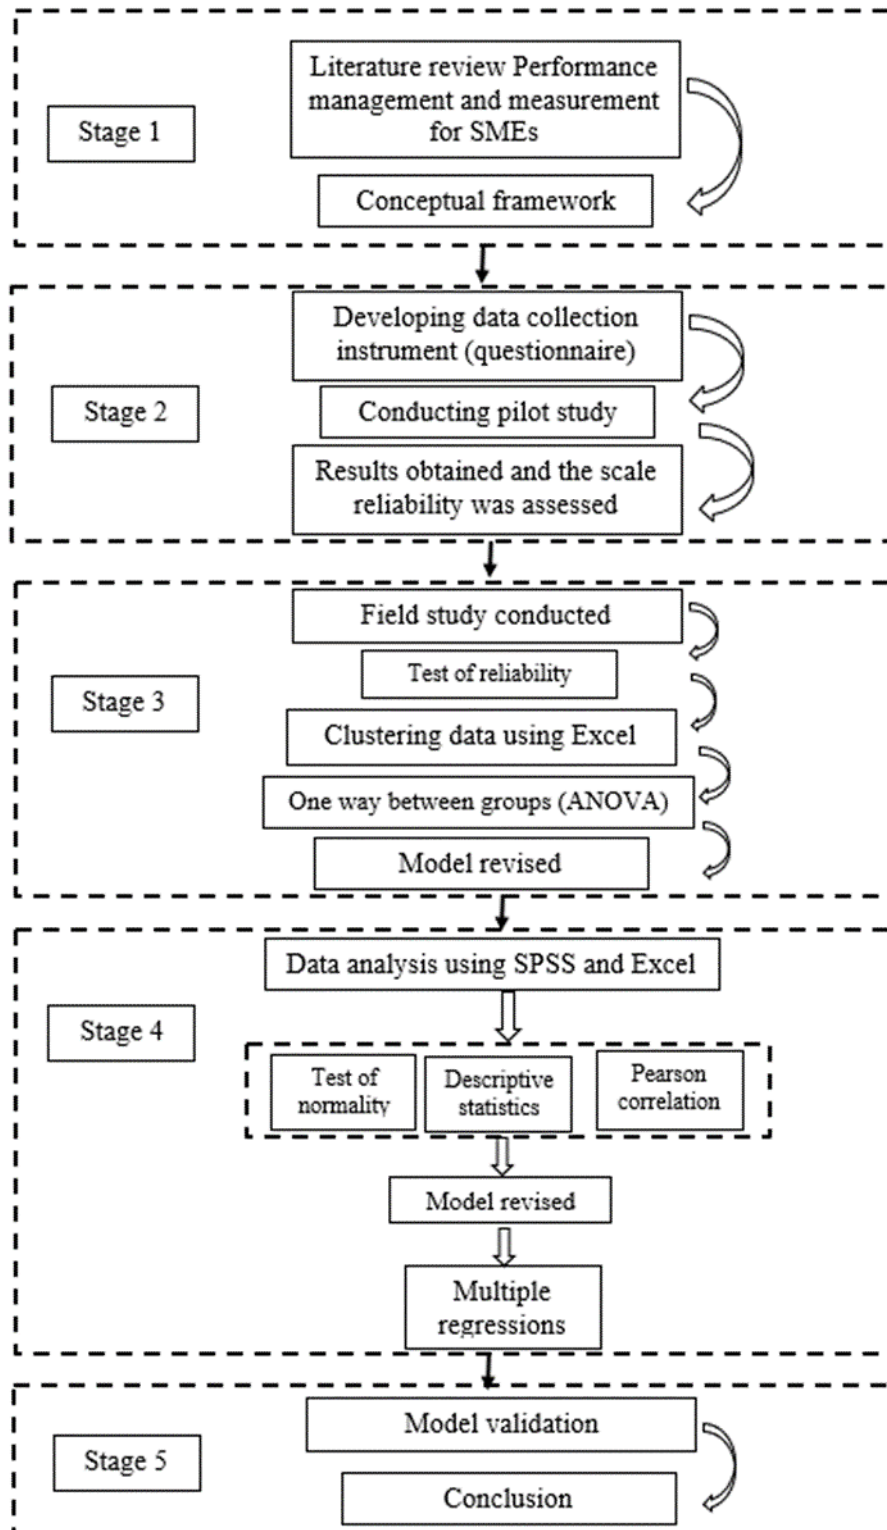 Stage 1
Literature review Performance
management and measurement
for SMEs
Conceptual framework
Stage 2
Developing data collection
instrument (questionnaire)
Conducting pilot study
Results obtained and the scale
reliability was assessed
Stage 3
Field study conducted
Test of reliability
Clustering data using Excel
One way between groups (ANOVA)
Model revised
Stage 4
Data analysis using SPSS and Excel
Test of
normality
Descriptive
statistics
Pearson
correlation
Model revised
Multiple
regressions
Stage 5
Model validation
Conclusion